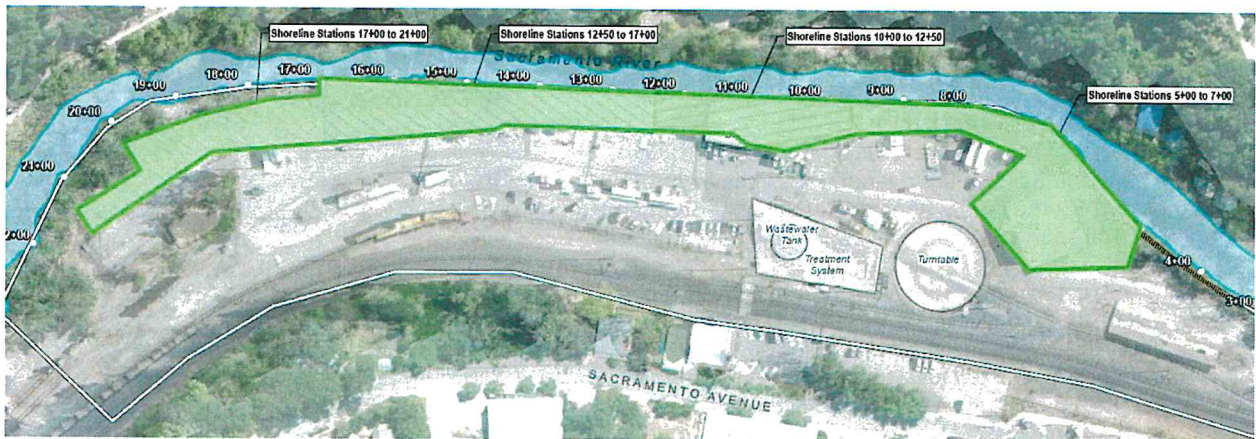 Shoreline Stations 17+00 to 21+00
Shoreline Stations 12+50 to 17+00
Shoreline Stations 10+00 to 12+50
Shoreline Stations 5+00 to 7+00
Sacramento River
21+00
20+00
19+00
18+00
17+00
16+00
15+00
14+00
13+00
12+00
11+00
10+00
9+00
8+00
4+00
3+00
Wastewater
Tank
Treatment
System
Turntable
SACRAMENTO AVENUE